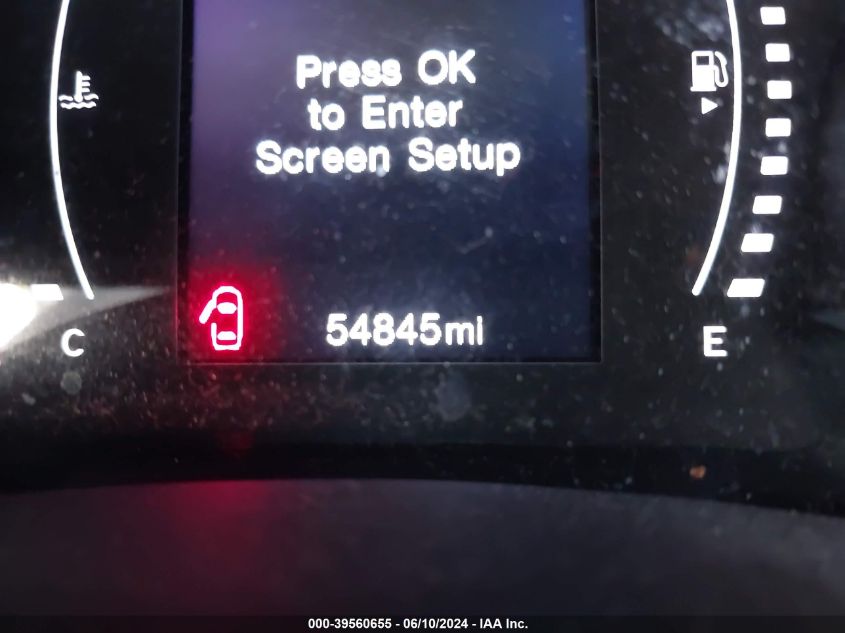 Press OK
to Enter
Screen Setup
54845mi
C
E
000-39560655 - 06/10/2024 - IAA Inc.